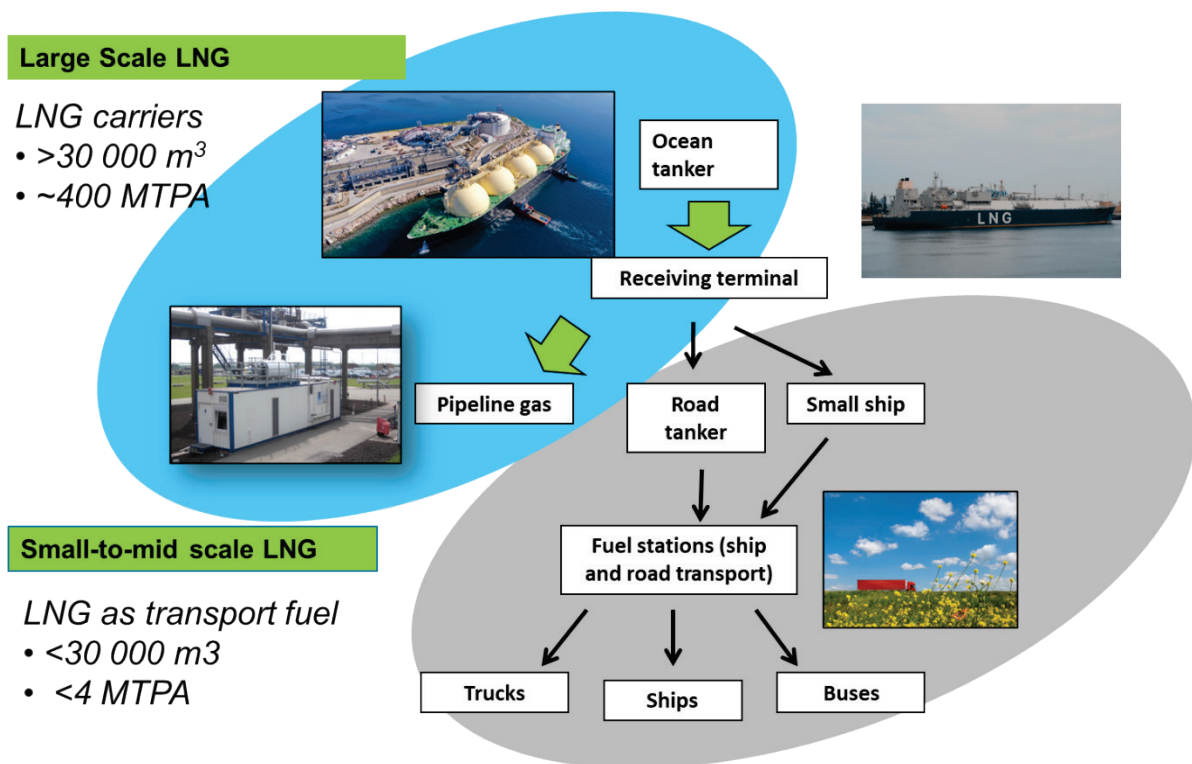 Large Scale LNG
LNG carriers
• >30 000 m³
• ~400 MTPA
Ocean
tanker
LNG
Receiving terminal
Pipeline gas
Road
tanker
Small ship
Small-to-mid scale LNG
LNG as transport fuel
• <30 000 m3
• <4 MTPA
Fuel stations (ship
and road transport)
Trucks
Ships
Buses